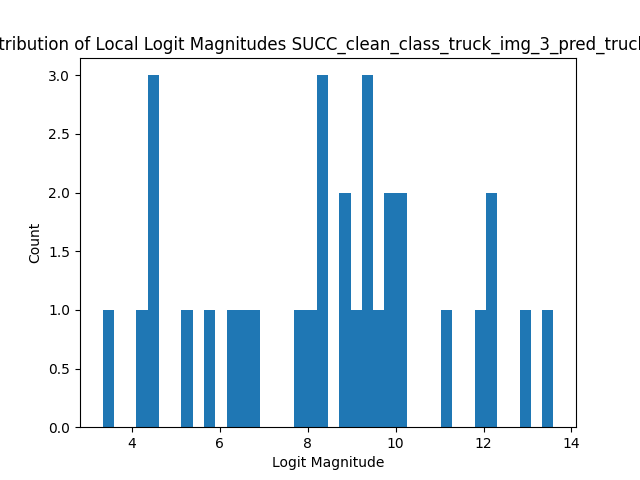 tribution of Local Logit Magnitudes SUCC_clean_class_truck_img_3_pred_truck
3.0
2.5
2.0
1.5
1.0
0.5
0.0
Count
4 6 8 10 12 14
Logit Magnitude